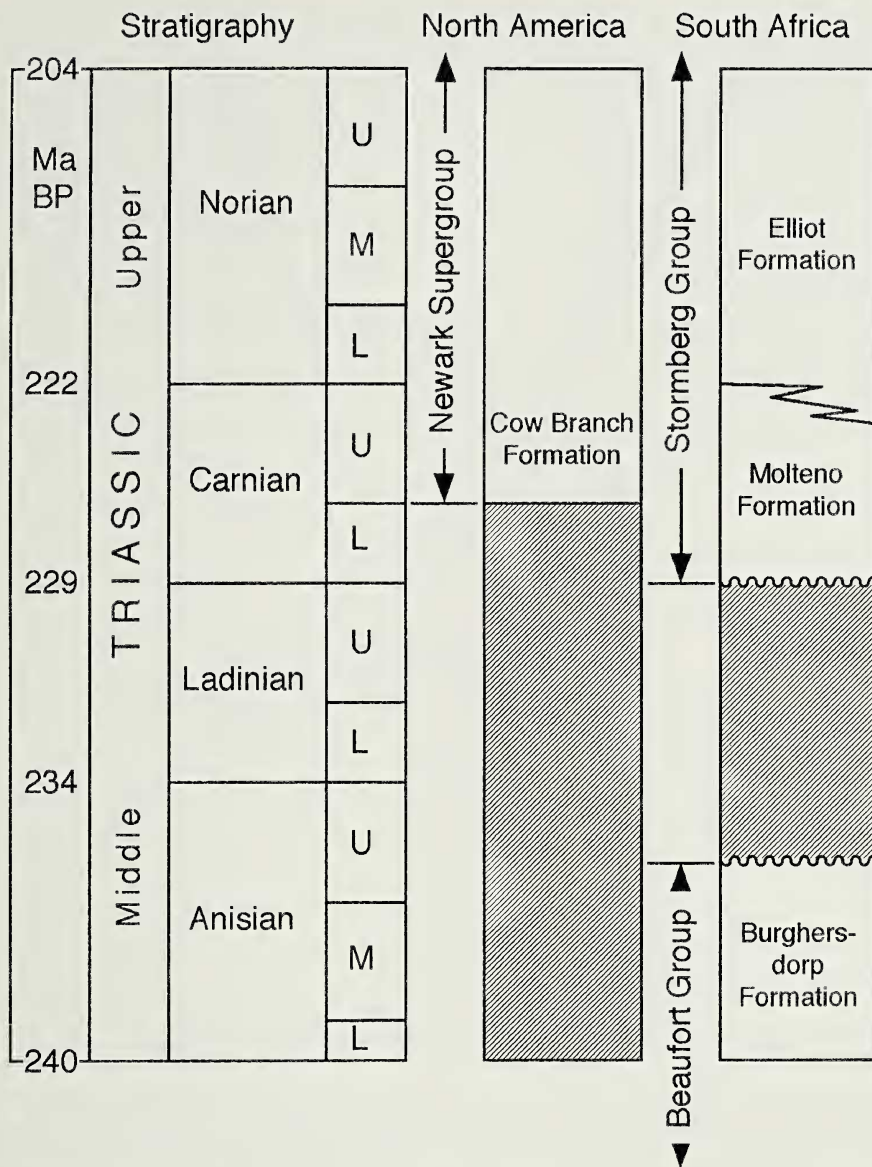 Stratigraphy
North America
South Africa
204
Ma
BP
222
229
234
240
Upper
TRIASSIC
Middle
Norian
Carnian
Ladinian
Anisian
U
M
L
U
L
U
L
U
M
L
Newark Supergroup
Cow Branch
Formation
Stormberg Group
Beaufort Group
Elliot
Formation
Molteno
Formation
Burghers-
dorp
Formation